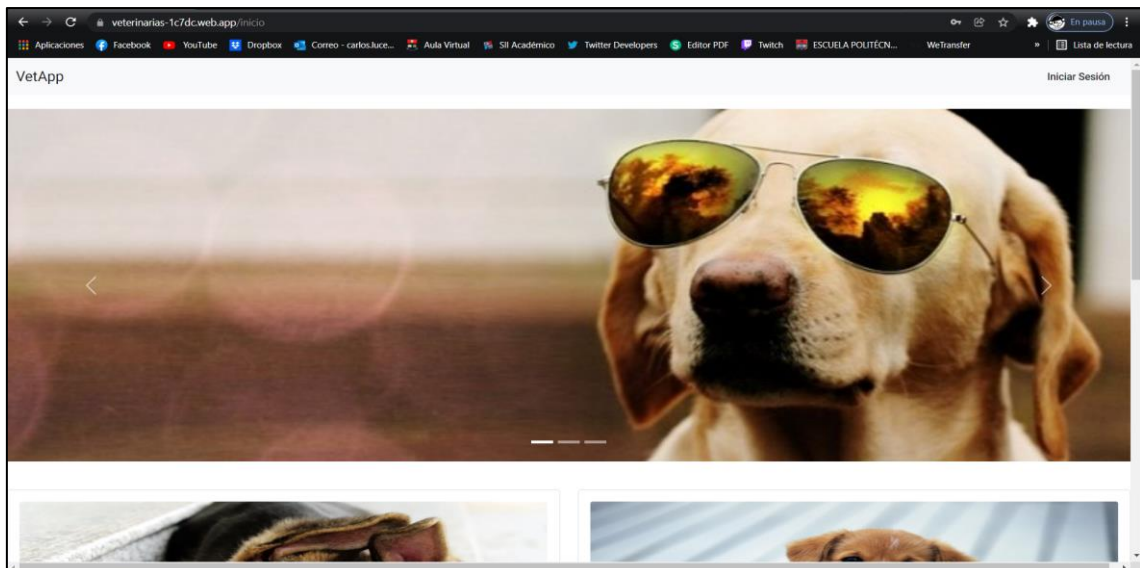 veterinarias-1c7dc.web.app/inicio
En pausa
Aplicaciones Facebook YouTube Dropbox Correo - carlos.luce... Aula Virtual SII Académico Twitter Developers Editor PDF Twitch ESCUELA POLITÉCN... WeTransfer » Lista de lectura
VetApp Iniciar Sesión